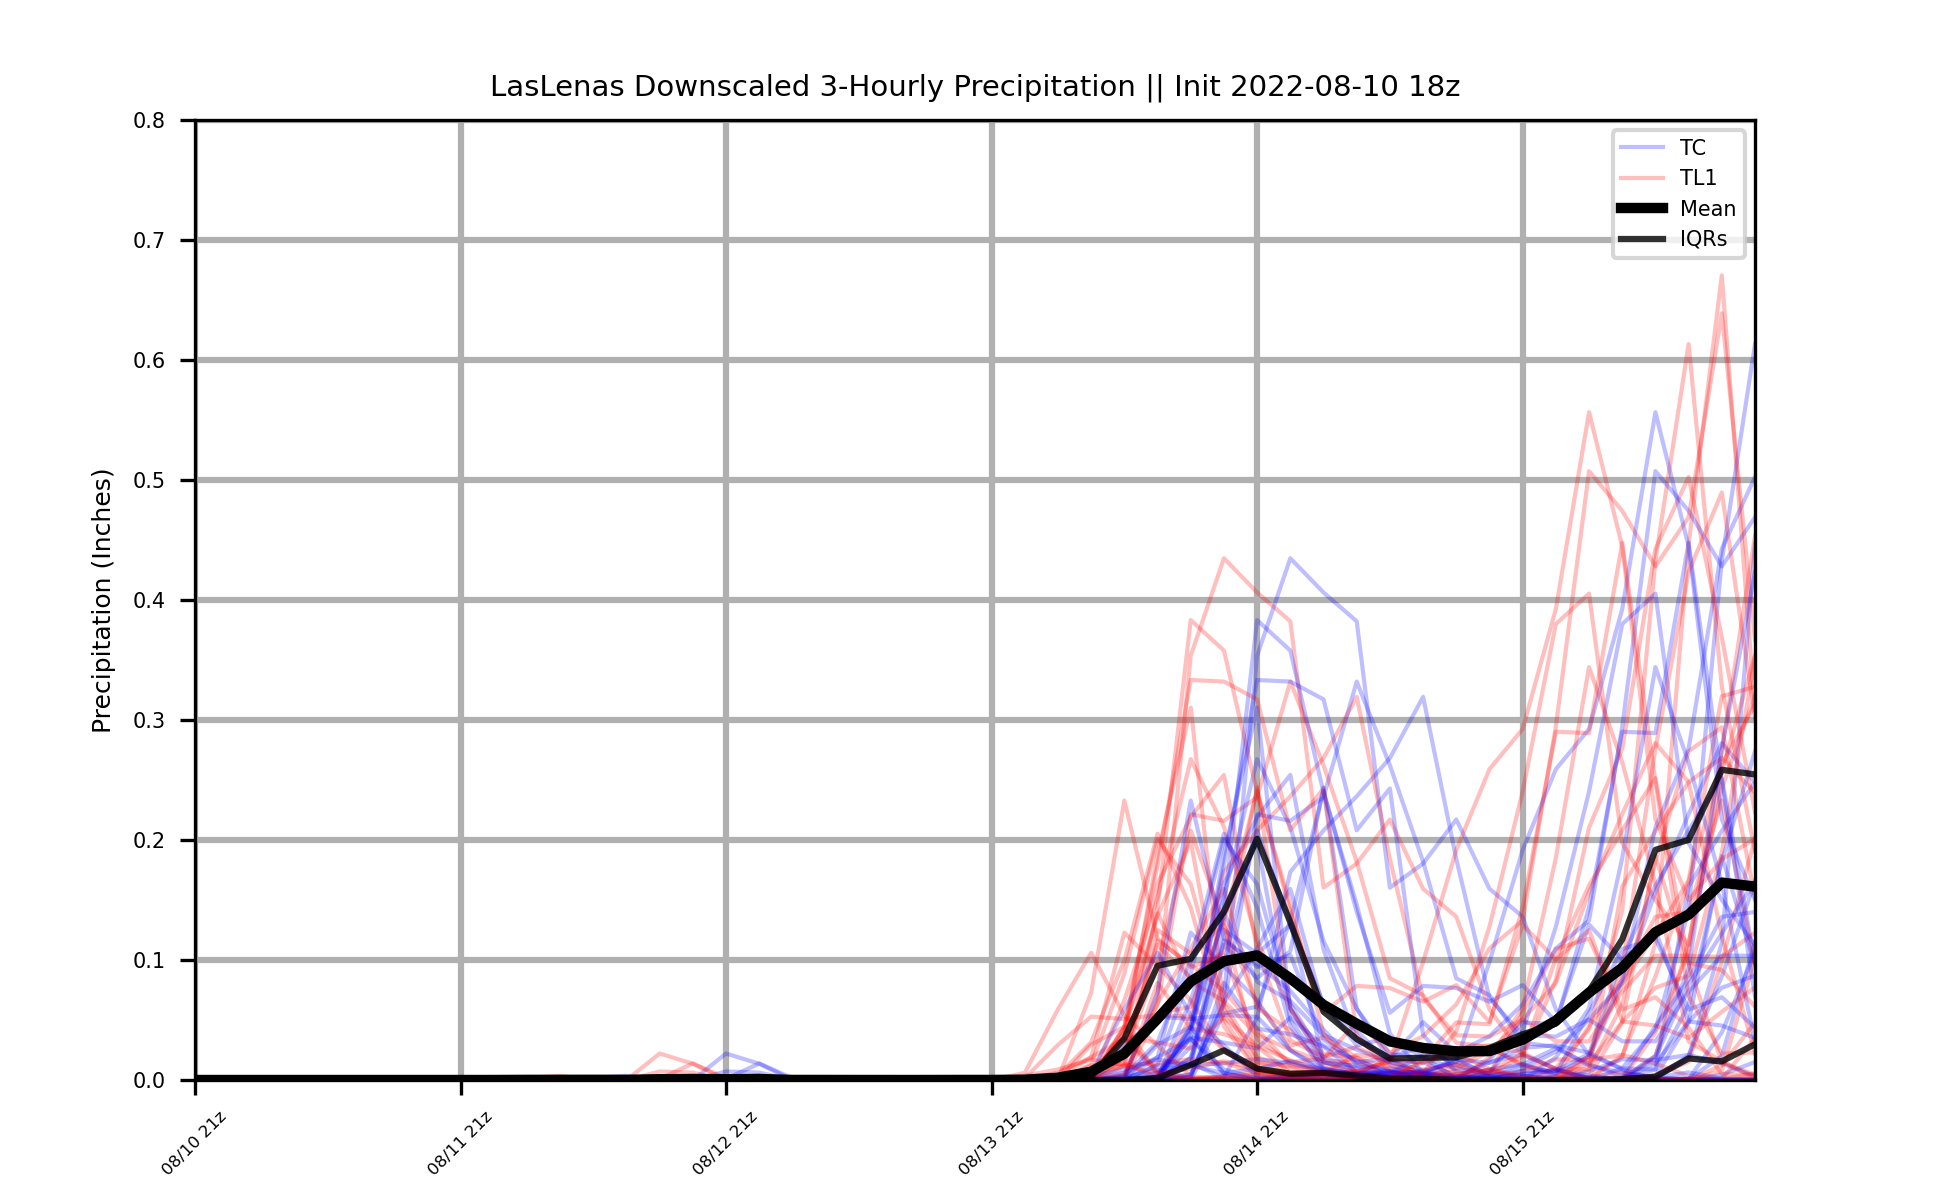 LasLenas Downscaled 3-Hourly Precipitation || Init 2022-08-10 18z
TC
TL1
Mean
IQRs
Precipitation (Inches)
0.8
0.7
0.6
0.5
0.4
0.3
0.2
0.1
0.0
08/10 21z
08/11 21z
08/12 21z
08/13 21z
08/14 21z
08/15 21z